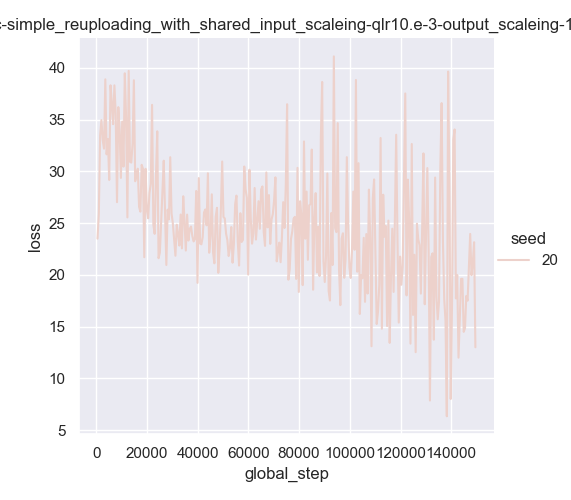 c-simple_reuploading_with_shared_input_scaleing-qlr10.e-3-output_scaleing-1
40
35
30
25
20
15
10
5
loss
0 20000 40000 60000 80000 100000 120000 140000
global_step
seed
20